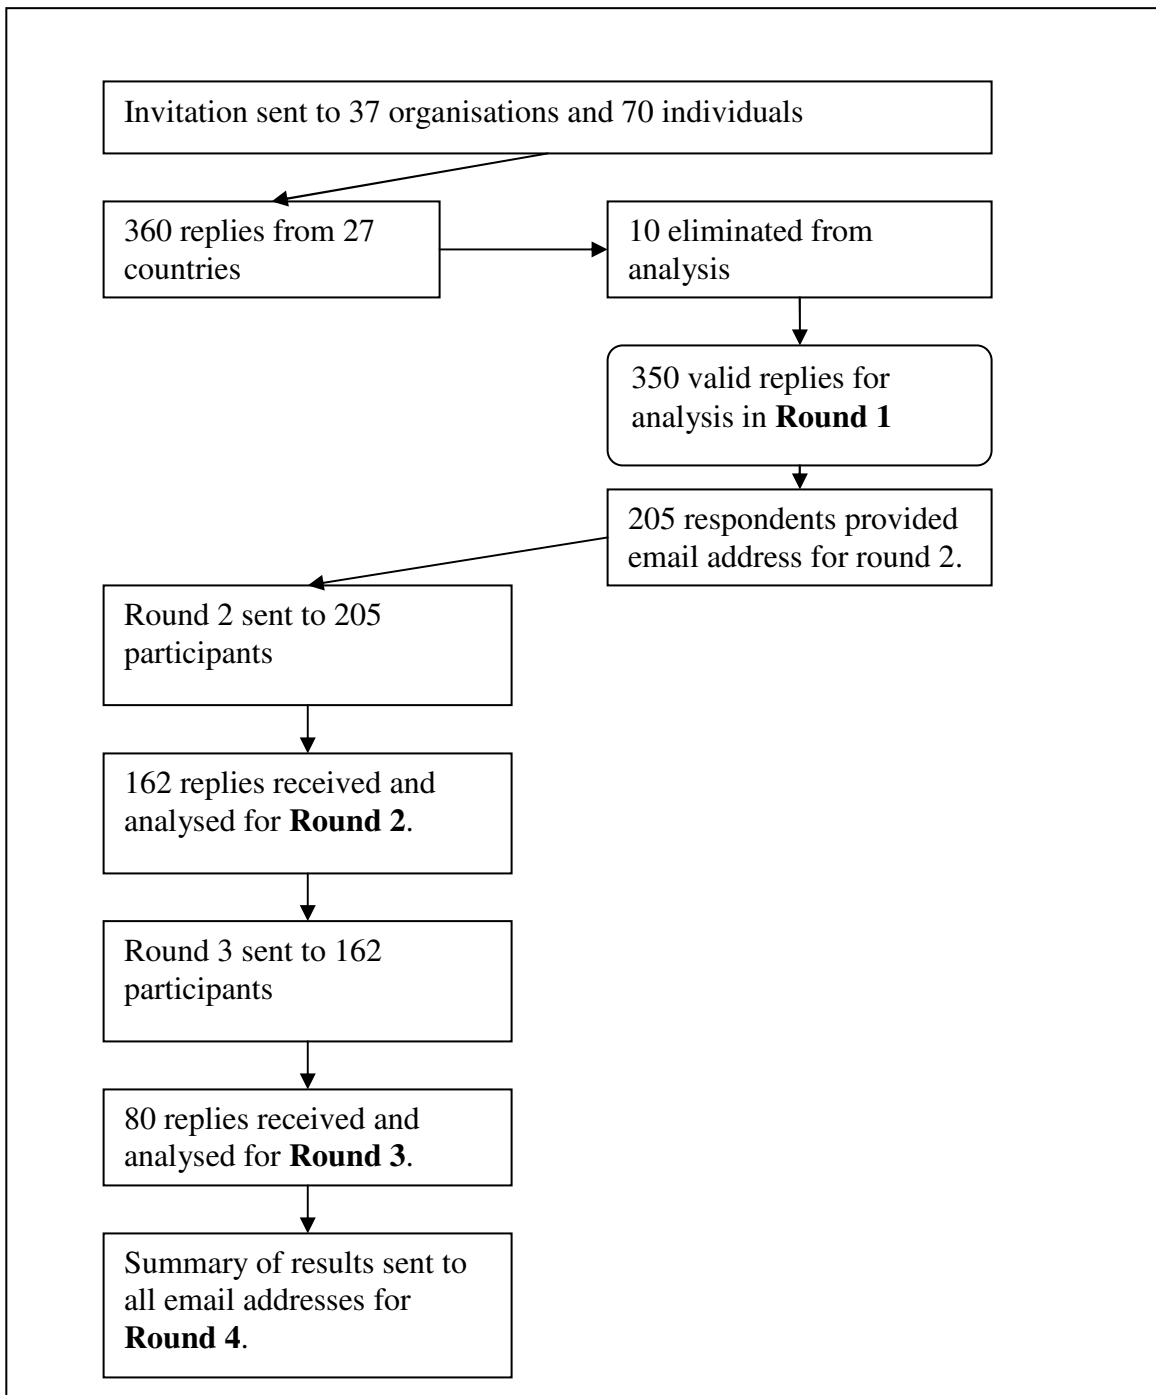 Invitation sent to 37 organisations and 70 individuals
360 replies from 27
countries
10 eliminated from
analysis
350 valid replies for
analysis in Round 1
205 respondents provided
email address for round 2.
Round 2 sent to 205
participants
162 replies received and
analysed for Round 2.
Round 3 sent to 162
participants
80 replies received and
analysed for Round 3.
Summary of results sent to
all email addresses for
Round 4.